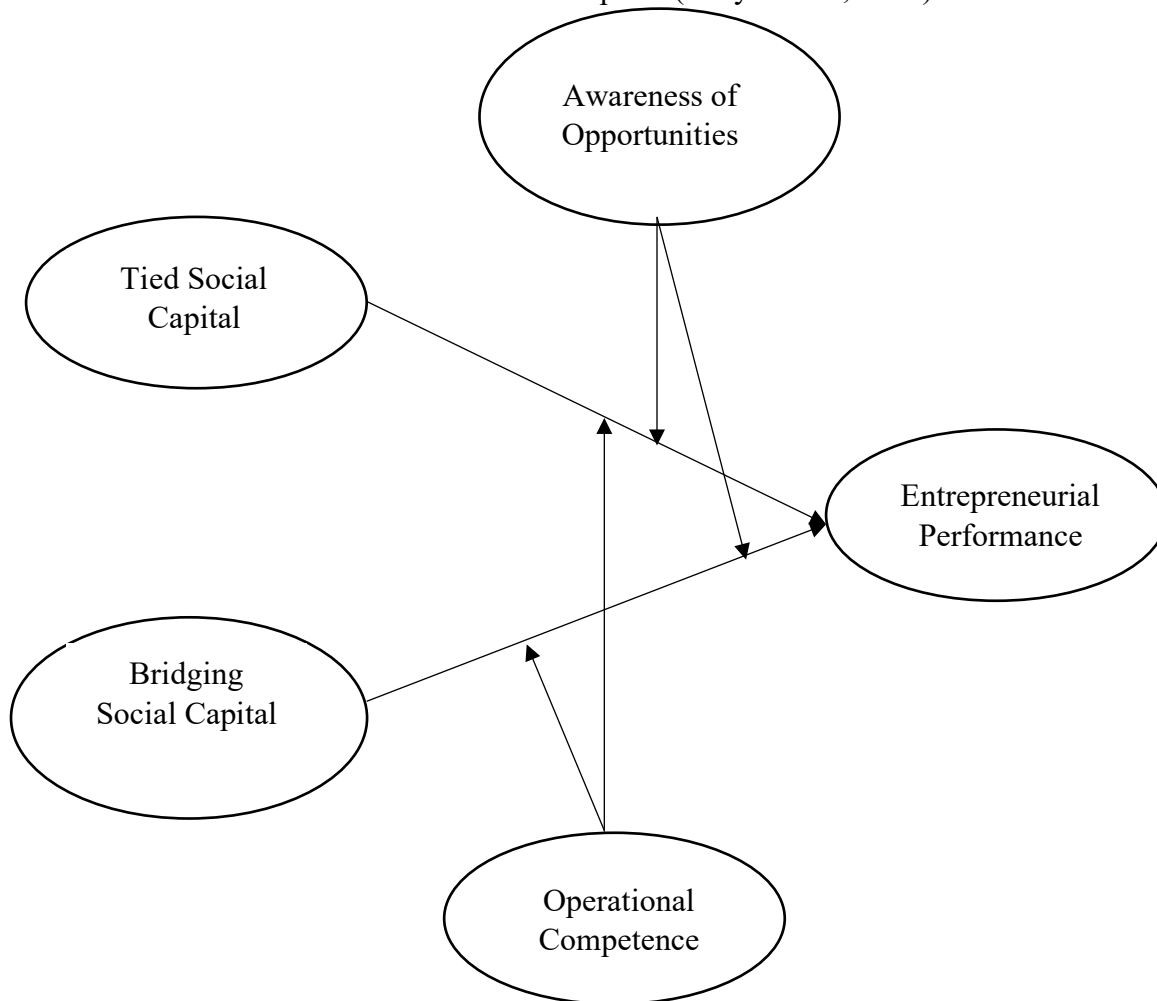 Awareness of
Opportunities
Tied Social
Capital
Entrepreneurial
Performance
Bridging
Social Capital
Operational
Competence